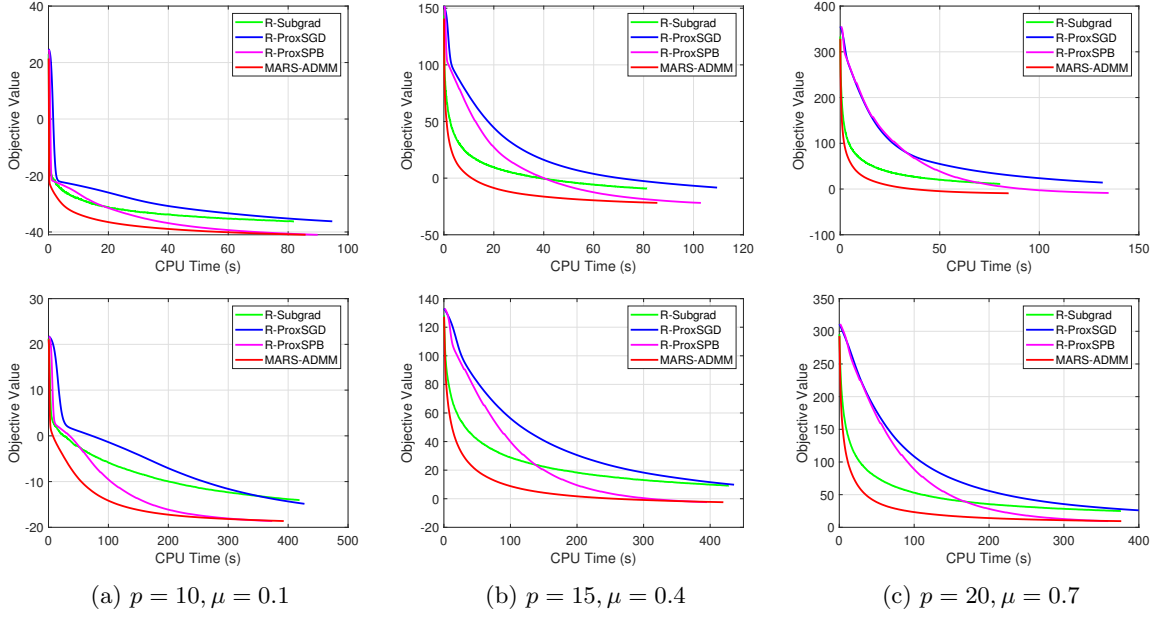 40
20
0
-20
-40
0
20
40
60
80
100
Objective Value
CPU Time (s)
R-Subgrad
R-ProxSGD
R-ProxSPB
MARS-ADMM
150
100
50
0
-50
0
20
40
60
80
100
120
Objective Value
CPU Time (s)
R-Subgrad
R-ProxSGD
R-ProxSPB
MARS-ADMM
400
300
200
100
0
-100
0
50
100
150
Objective Value
CPU Time (s)
R-Subgrad
R-ProxSGD
R-ProxSPB
MARS-ADMM
30
20
10
0
-10
-20
0
100
200
300
400
500
Objective Value
CPU Time (s)
R-Subgrad
R-ProxSGD
R-ProxSPB
MARS-ADMM
140
120
100
80
60
40
20
0
-20
0
100
200
300
400
Objective Value
CPU Time (s)
R-Subgrad
R-ProxSGD
R-ProxSPB
MARS-ADMM
350
300
250
200
150
100
50
0
0
100
200
300
400
Objective Value
CPU Time (s)
R-Subgrad
R-ProxSGD
R-ProxSPB
MARS-ADMM
(a) p = 10, μ = 0.1
(b) p = 15, μ = 0.4
(c) p = 20, μ = 0.7